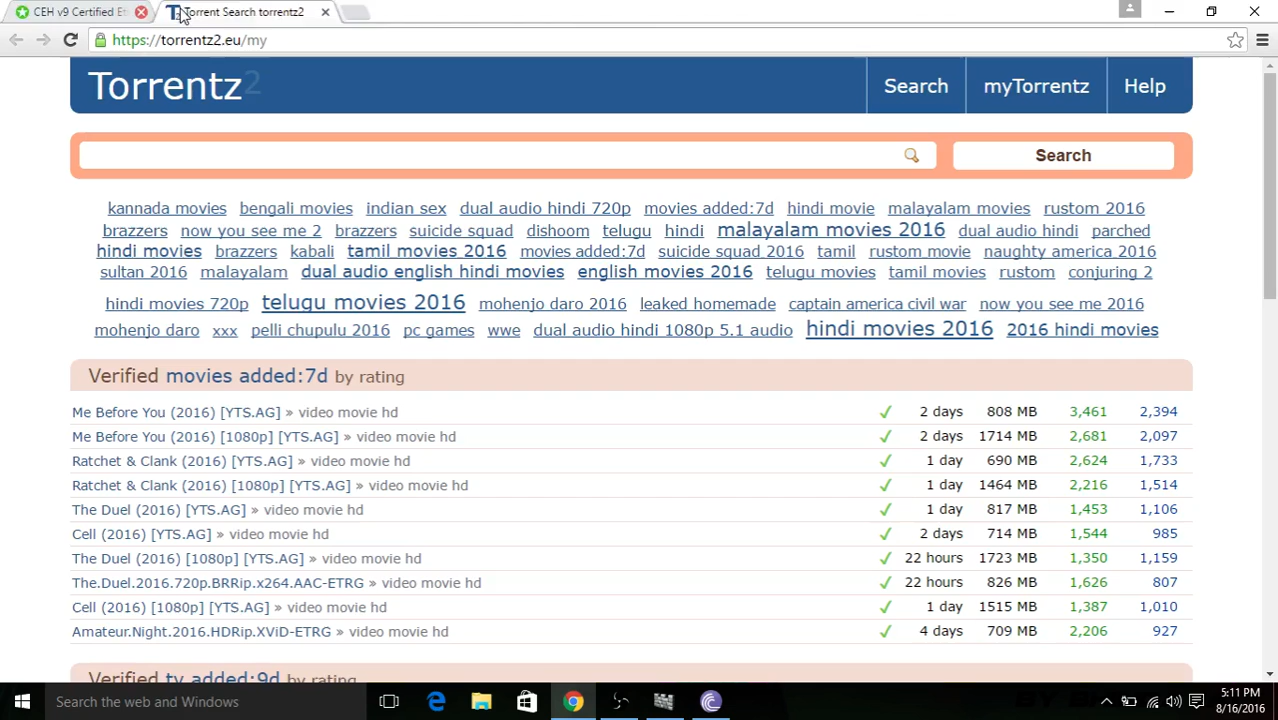 CEH v9 Certified Et
Torrent Search torrentz2
https://torrentz2.eu/my
Torrentz2
Search
myTorrentz
Help
Search
kannada movies bengali movies indian sex dual audio hindi 720p movies added:7d hindi movie malayalam movies rustom 2016
brazzers now you see me 2 brazzers suicide squad dishoom telugu hindi malayalam movies 2016 dual audio hindi parched
hindi movies brazzers kabali tamil movies 2016 movies added:7d suicide squad 2016 tamil rustom movie naughty america 2016
sultan 2016 malayalam dual audio english hindi movies english movies 2016 telugu movies tamil movies rustom conjuring 2
hindi movies 720p telugu movies 2016 mohenjo daro 2016 leaked homemade captain america civil war now you see me 2016
mohenjo daro xxx pelli chupulu 2016 pc games wwe dual audio hindi 1080p 5.1 audio hindi movies 2016 2016 hindi movies
Verified movies added:7d by rating
Me Before You (2016) [YTS.AG] » video movie hd 2 days 808 MB 3,461 2,394
Me Before You (2016) [1080p] [YTS.AG] » video movie hd 2 days 1714 MB 2,681 2,097
Ratchet & Clank (2016) [YTS.AG] » video movie hd 1 day 690 MB 2,624 1,733
Ratchet & Clank (2016) [1080p] [YTS.AG] » video movie hd 1 day 1464 MB 2,216 1,514
The Duel (2016) [YTS.AG] » video movie hd 1 day 817 MB 1,453 1,106
Cell (2016) [YTS.AG] » video movie hd 2 days 714 MB 1,544 985
The Duel (2016) [1080p] [YTS.AG] » video movie hd 22 hours 1723 MB 1,350 1,159
The.Duel.2016.720p.BRRip.x264.AAC-ETRG » video movie hd 22 hours 826 MB 1,626 807
Cell (2016) [1080p] [YTS.AG] » video movie hd 1 day 1515 MB 1,387 1,010
Amateur.Night.2016.HDRip.XViD-ETRG » video movie hd 4 days 709 MB 2,206 927
Verified tv added:9d by rating
Search the web and Windows
5:11 PM
8/16/2016